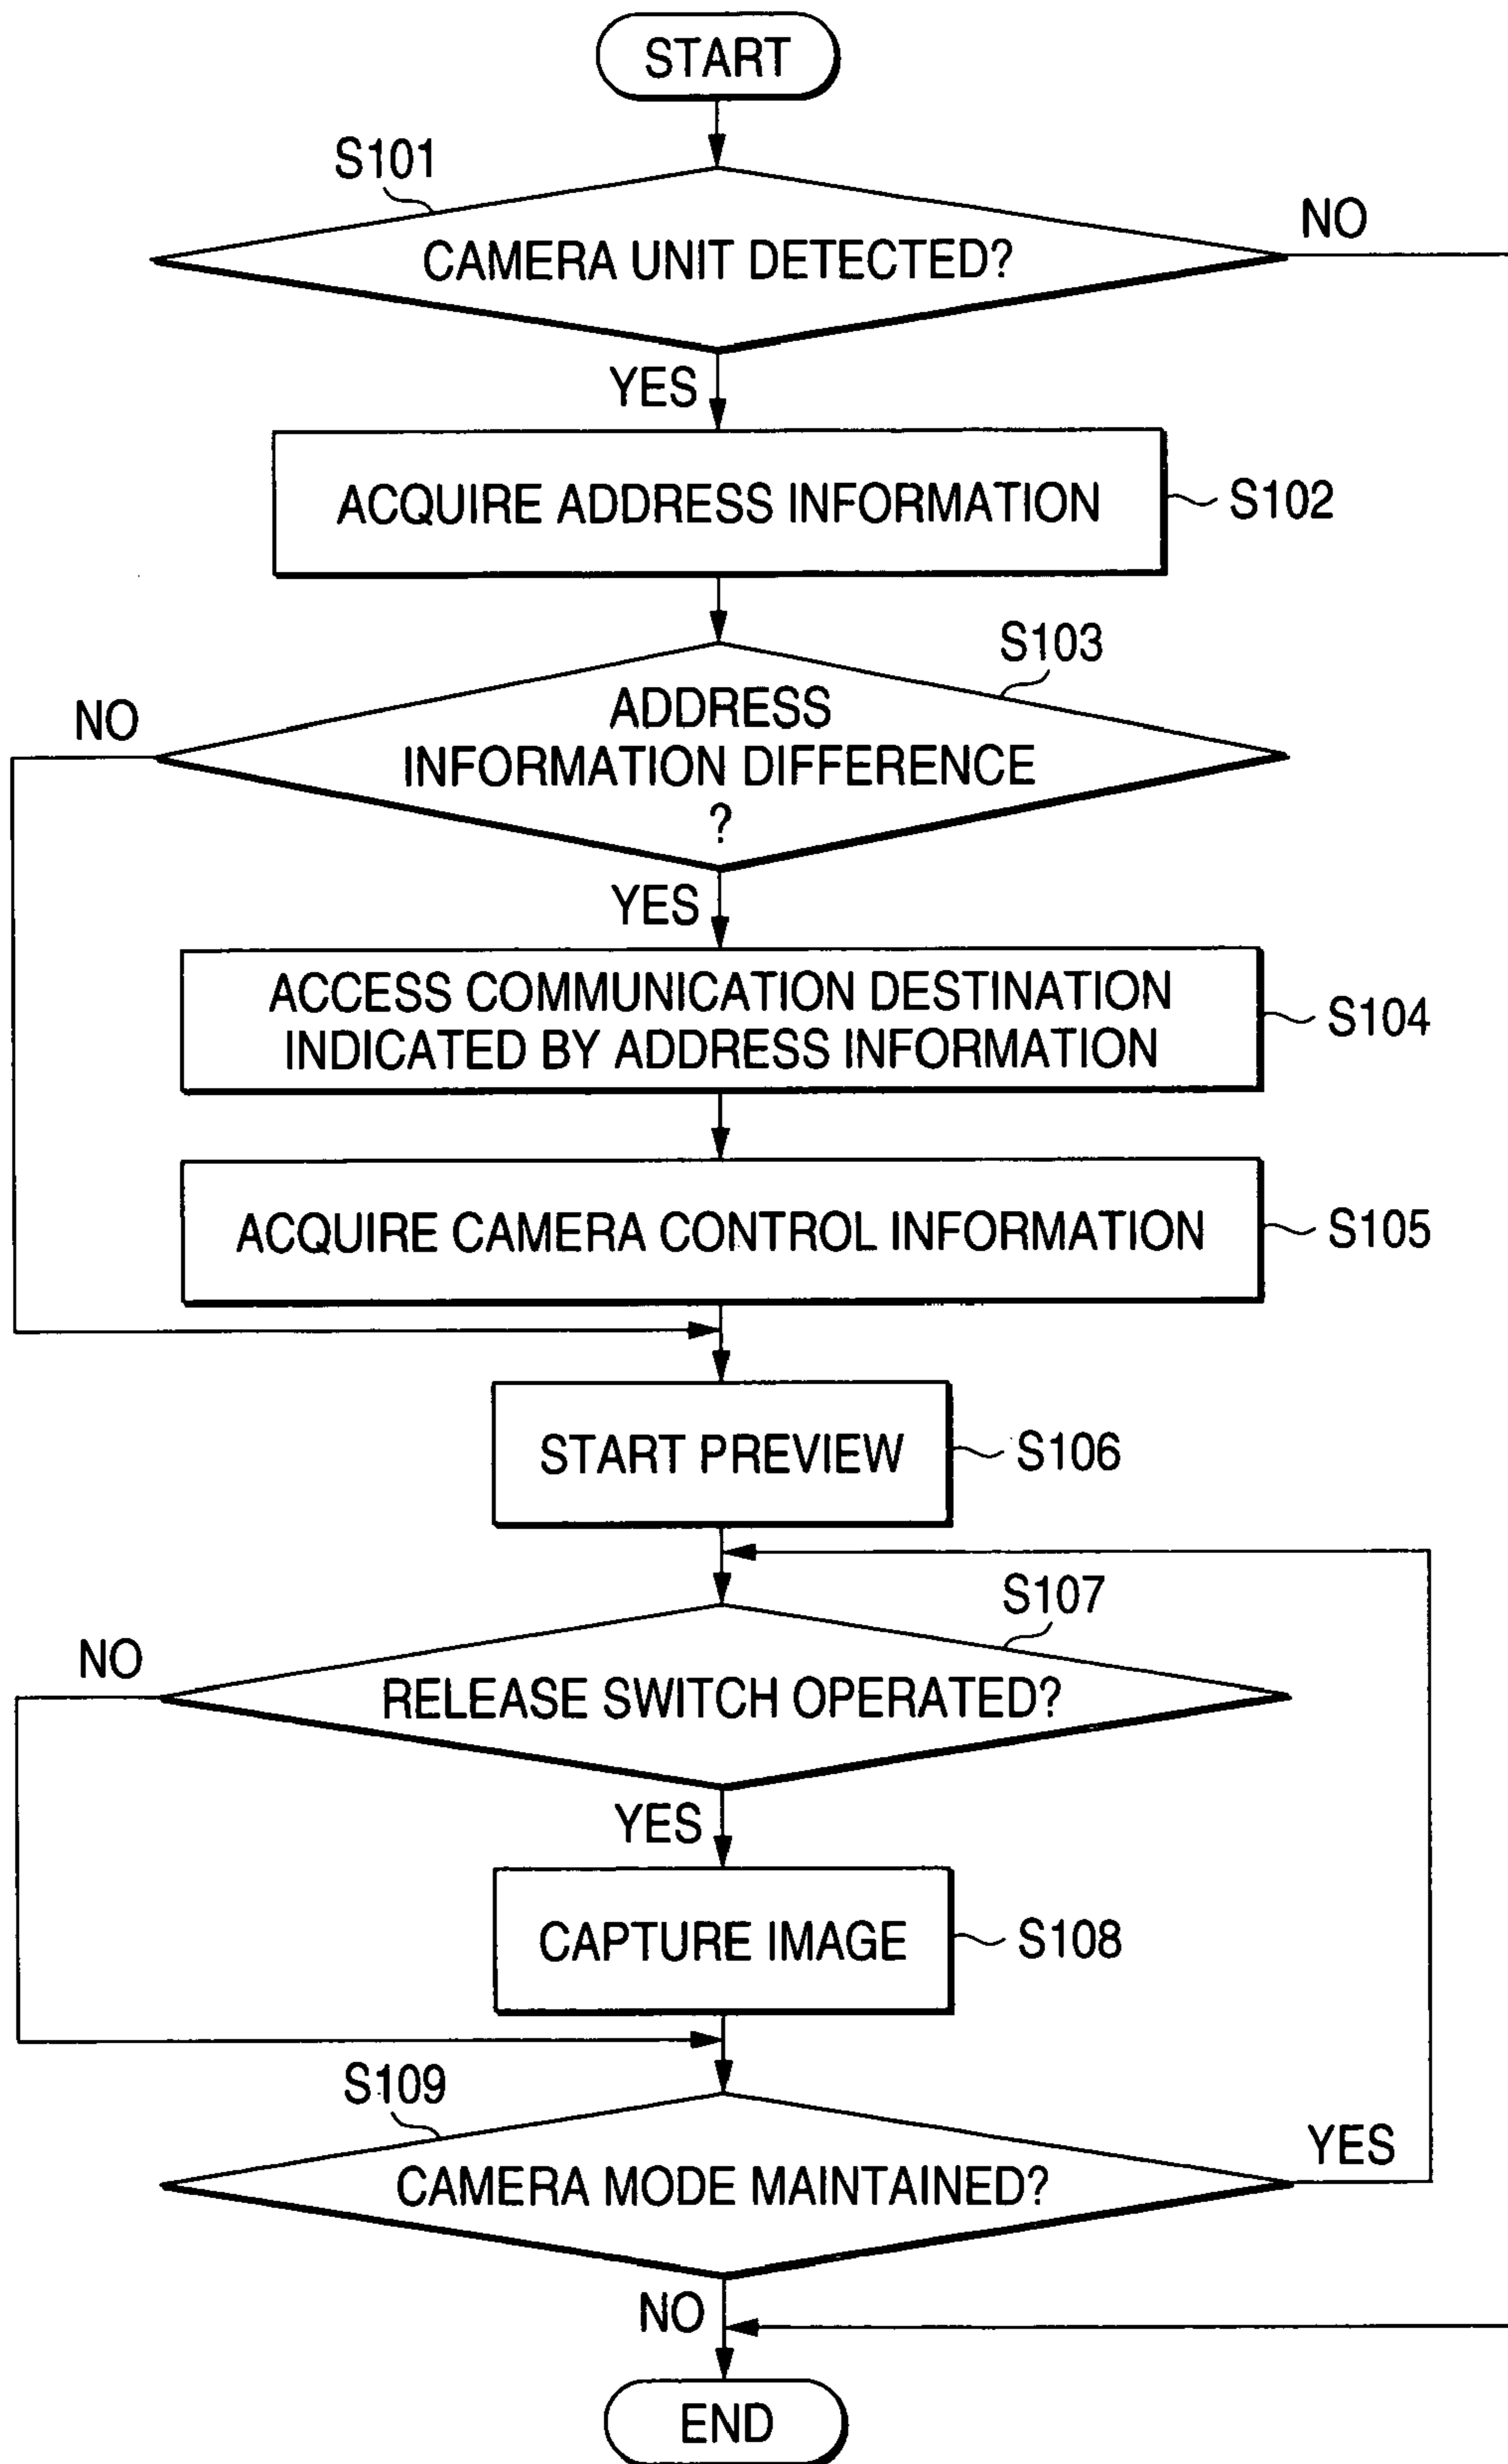 START
S101
CAMERA UNIT DETECTED?
NO
YES
ACQUIRE ADDRESS INFORMATION
S102
S103
NO
ADDRESS
INFORMATION DIFFERENCE
?
YES
ACCESS COMMUNICATION DESTINATION
INDICATED BY ADDRESS INFORMATION
S104
ACQUIRE CAMERA CONTROL INFORMATION
S105
START PREVIEW
S106
S107
NO
RELEASE SWITCH OPERATED?
YES
CAPTURE IMAGE
S108
S109
CAMERA MODE MAINTAINED?
YES
NO
END